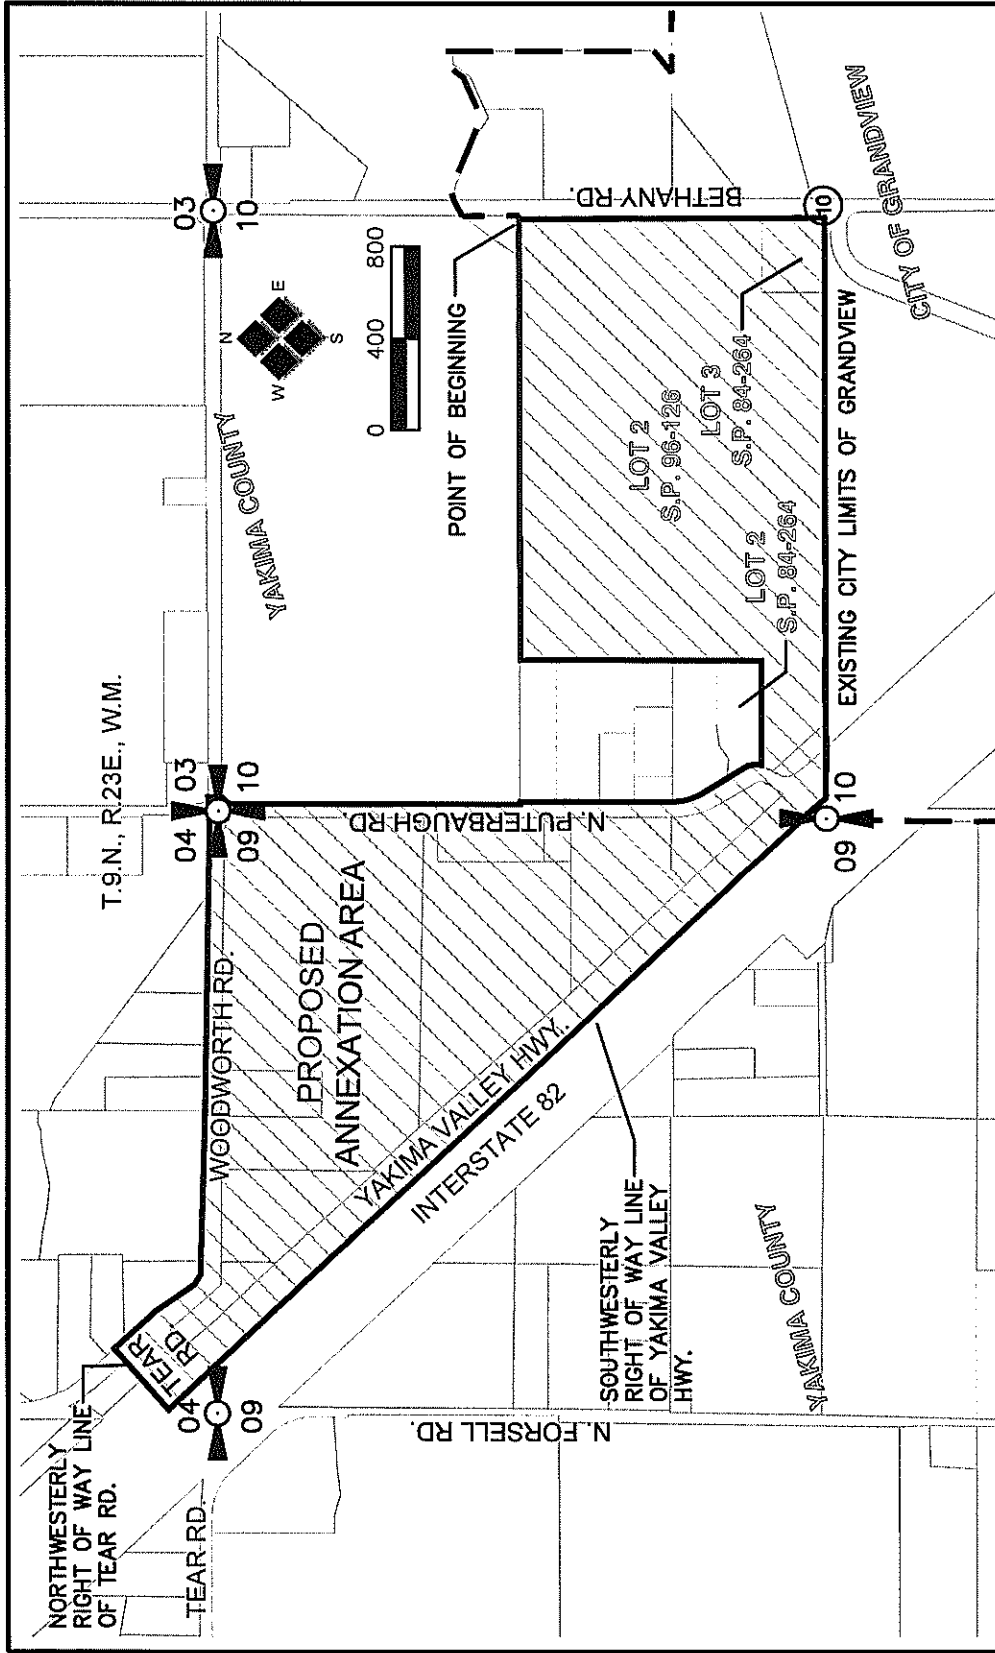 T.9.N., R.23E., W.M.
NORTHWESTERLY
RIGHT OF WAY LINE
OF TEAR RD.
TEAR RD.
TEAR
RD.
04
09
WOODWORTH RD.
04
03
09
10
03
10
YAKIMA COUNTY
N
E
S
W
0
400
800
PROPOSED
ANNEXATION AREA
N. PUTERBAUGH RD.
POINT OF BEGINNING
BETHANY RD.
YAKIMA VALLEY HWY.
INTERSTATE 82
N. FORSELL RD.
SOUTHWESTERLY
RIGHT OF WAY LINE
OF YAKIMA VALLEY
HWY.
LOT 2
S.P. 96-126
LOT 3
S.P. 84-264
LOT 2
S.P. 84-264
YAKIMA COUNTY
09
10
EXISTING CITY LIMITS OF GRANDVIEW
10
CITY OF GRANDVIEW